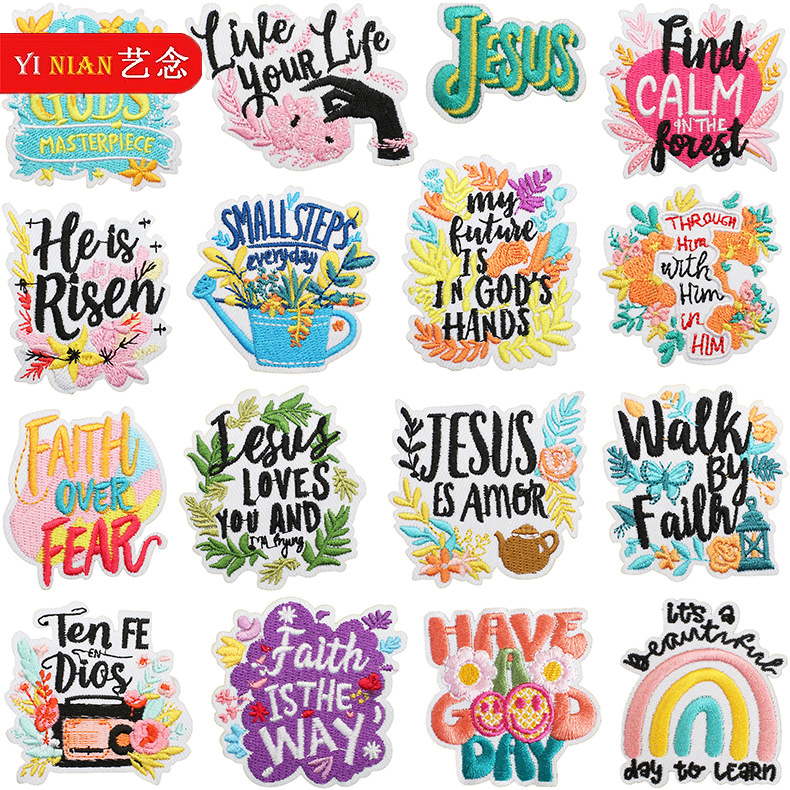 YI NIAN 艺念
GOD'S
MASTERPIECE
Live
your Life
JESUS
Find
CALM
IN THE
forest
He is
Risen
SMALL STEPS
everyday
my
future
IS
IN GOD'S
HANDS
THROUGH
Him
with
Him
in
HIM
FAITH
OVER
FEAR
Jesus
LOVES
YOU AND
I'm trying
JESUS
ES AMOR
Walk
BY
Faith
Ten FE
EN
Dios
Faith
IS THE
WAY
HAVE
A
GOOD
DAY
it's a
beautiful
day to learn